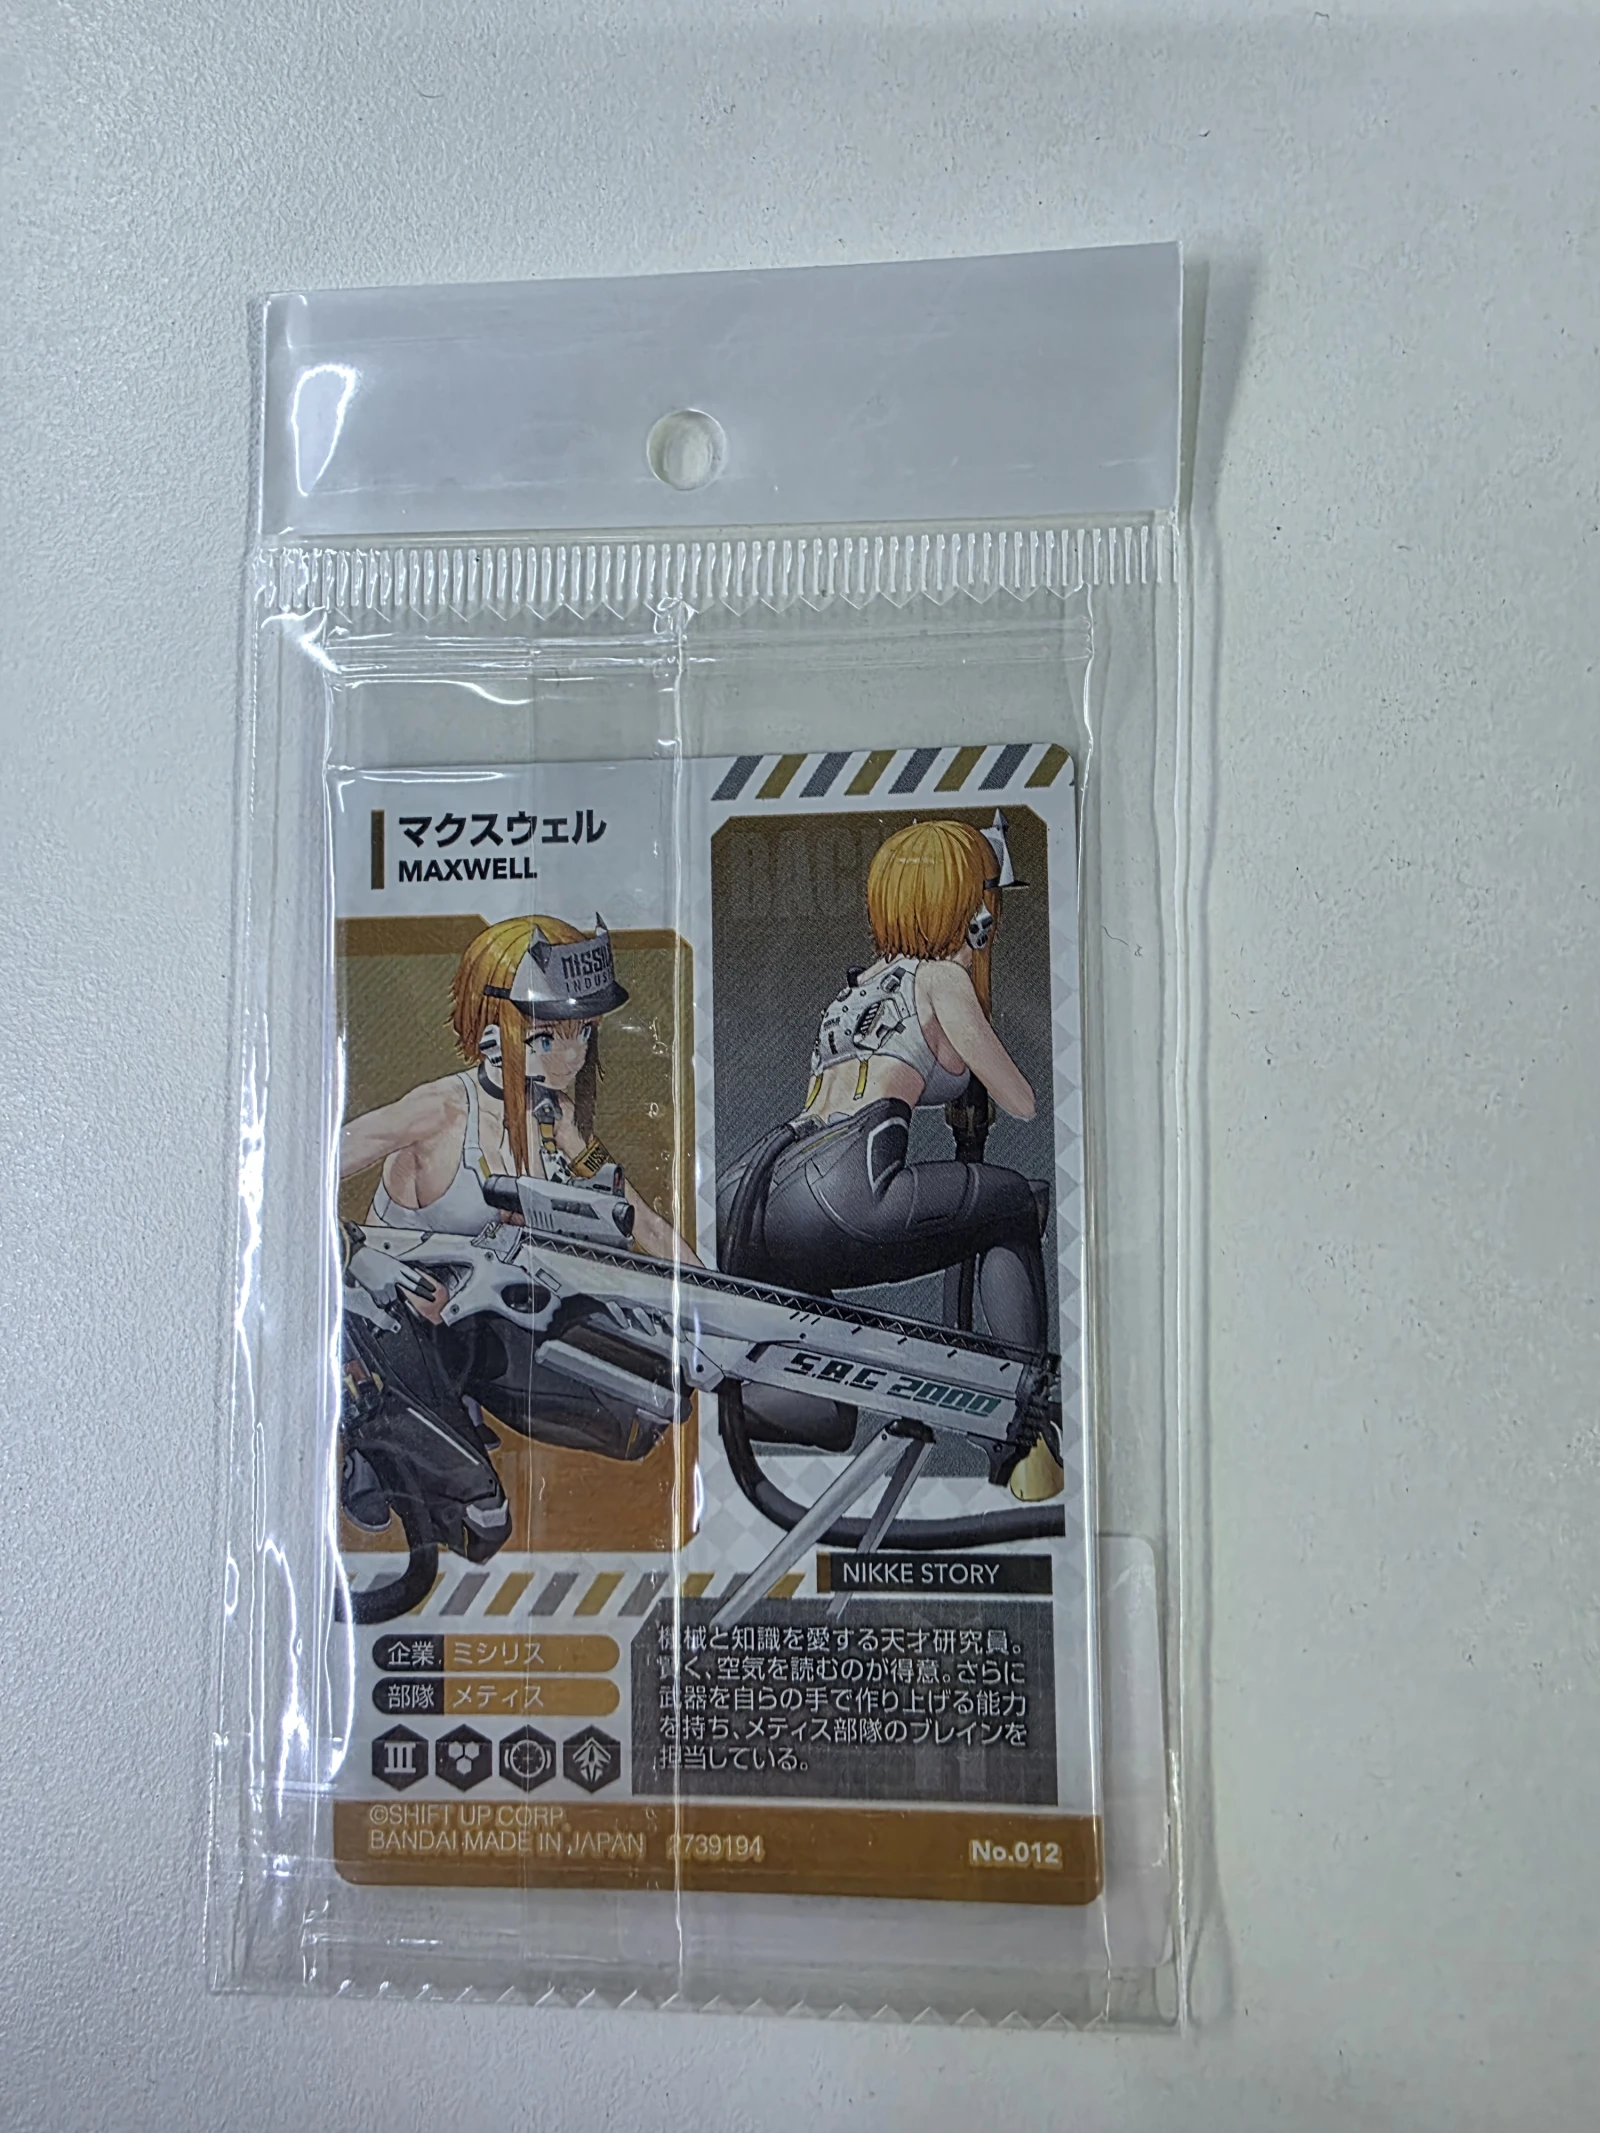 マクスウェル
MAXWELL
BACK
MISSILIS
INDUSTRY
MISSI
S.B.C 2000
NIKKE STORY
機械と知識を愛する天才研究員。
賢く、空気を読むのが得意。さらに
武器を自らの手で作り上げる能力
を持ち、メティス部隊のブレインを
担当している。
企業 ミシリス
部隊 メティス
III
©SHIFT UP CORP.
BANDAI MADE IN JAPAN 2739194
No.012